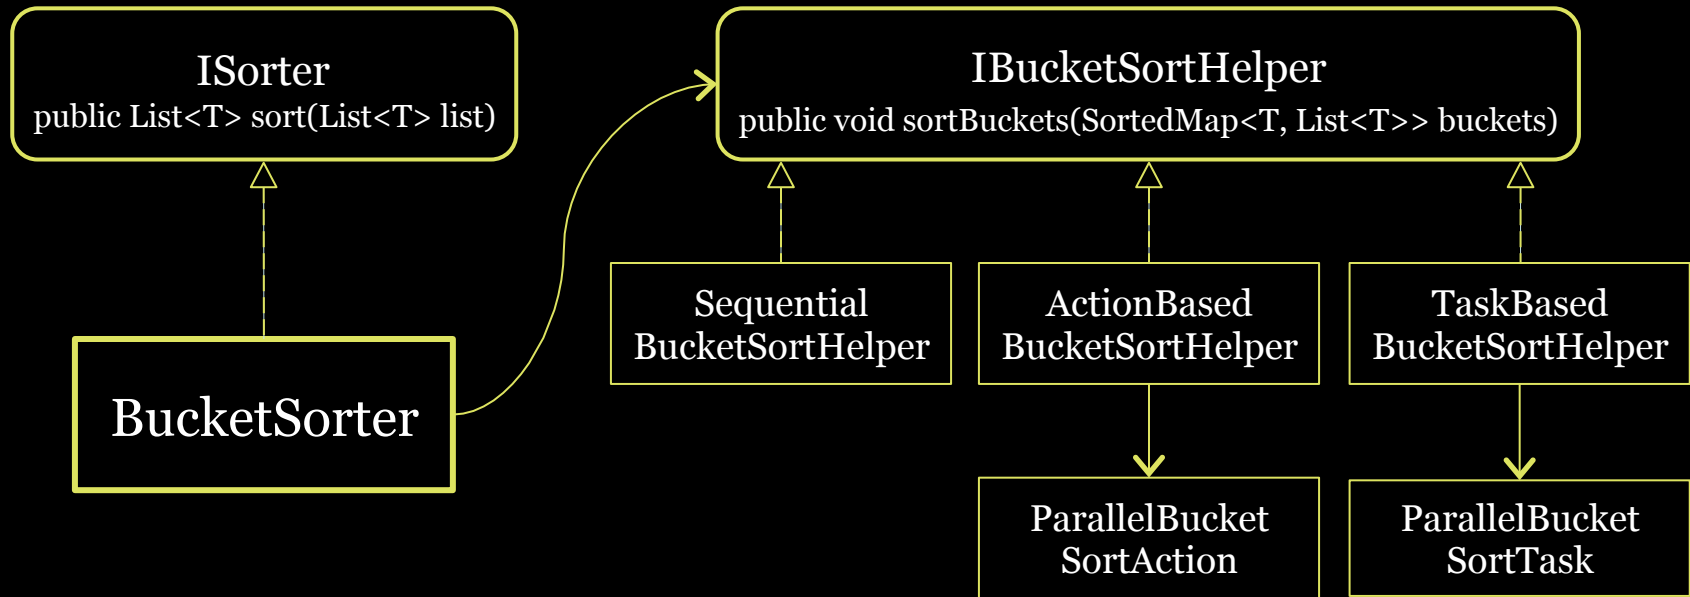 ISorter
public List<T> sort(List<T> list)
IBucketSortHelper
public void sortBuckets(SortedMap<T, List<T>> buckets)
Sequential
BucketSortHelper
ActionBased
BucketSortHelper
TaskBased
BucketSortHelper
BucketSorter
ParallelBucket
SortAction
ParallelBucket
SortTask